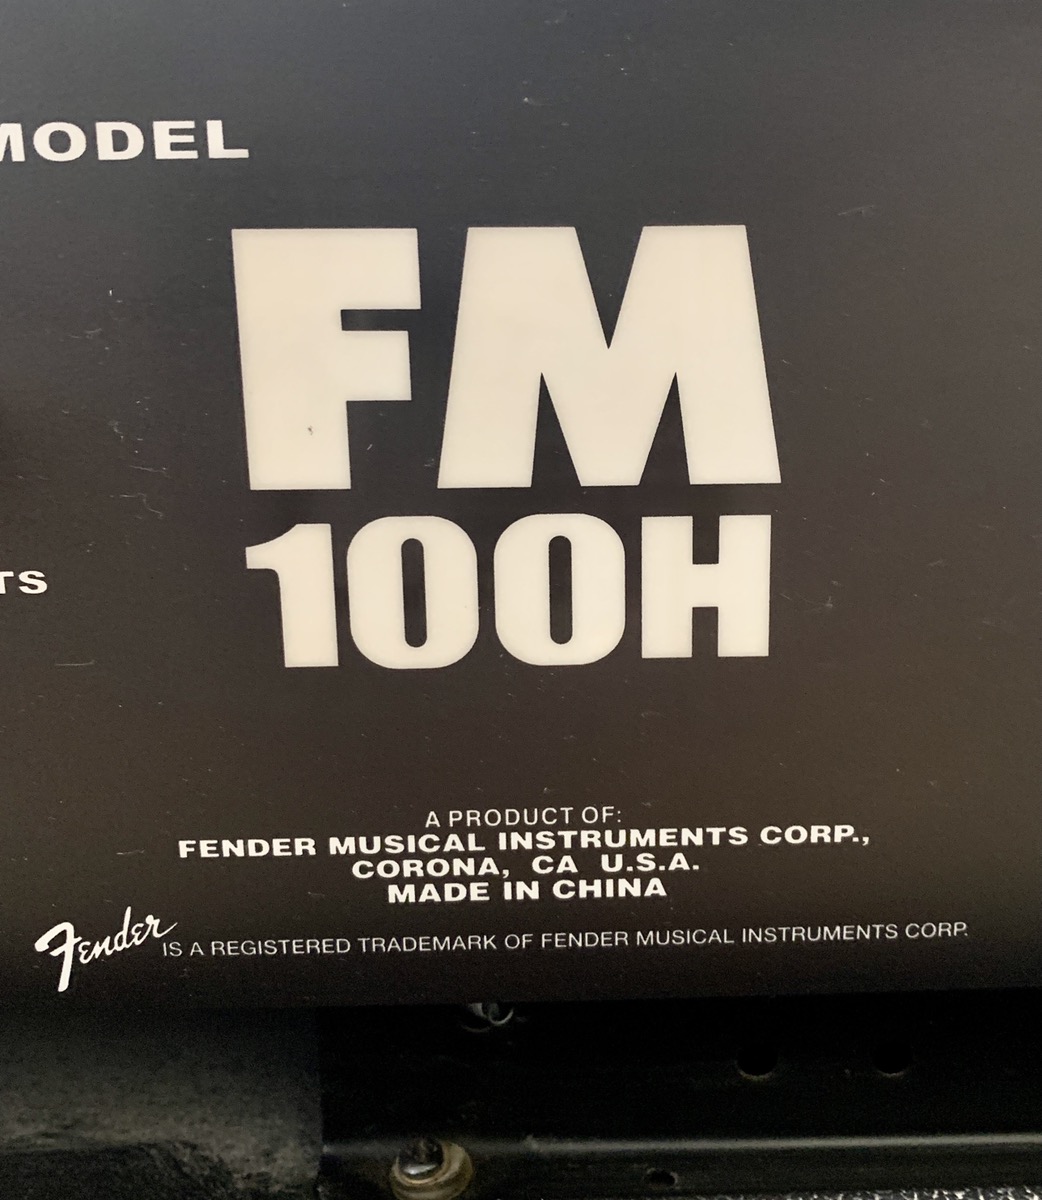 MODEL
FM
100H
TS
A PRODUCT OF:
FENDER MUSICAL INSTRUMENTS CORP.,
CORONA, CA U.S.A.
MADE IN CHINA
Fender IS A REGISTERED TRADEMARK OF FENDER MUSICAL INSTRUMENTS CORP.